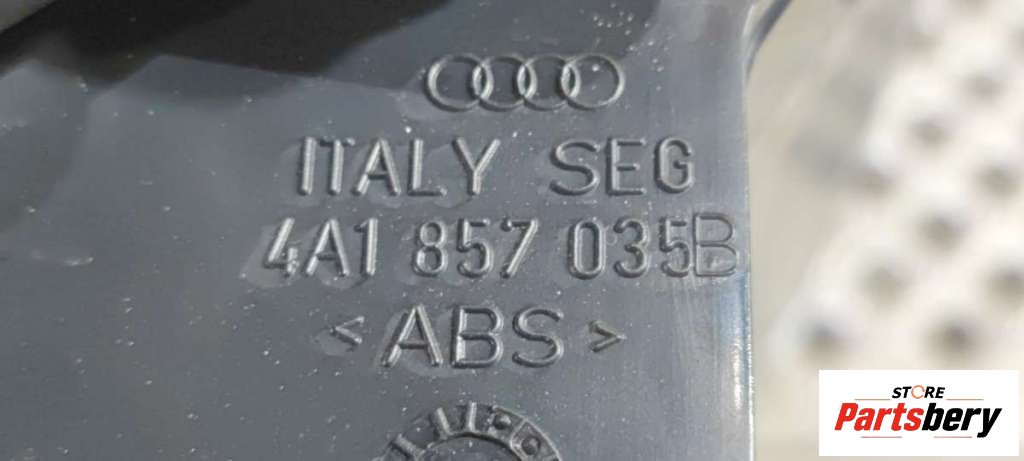 ITALY SEG
4A1 857 035B
<ABS>
STORE
Partsbery